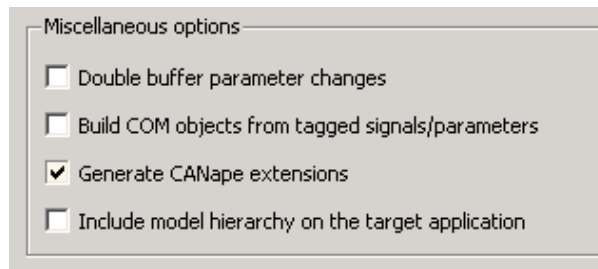 Miscellaneous options
Double buffer parameter changes
Build COM objects from tagged signals/parameters
Generate CANape extensions
Include model hierarchy on the target application